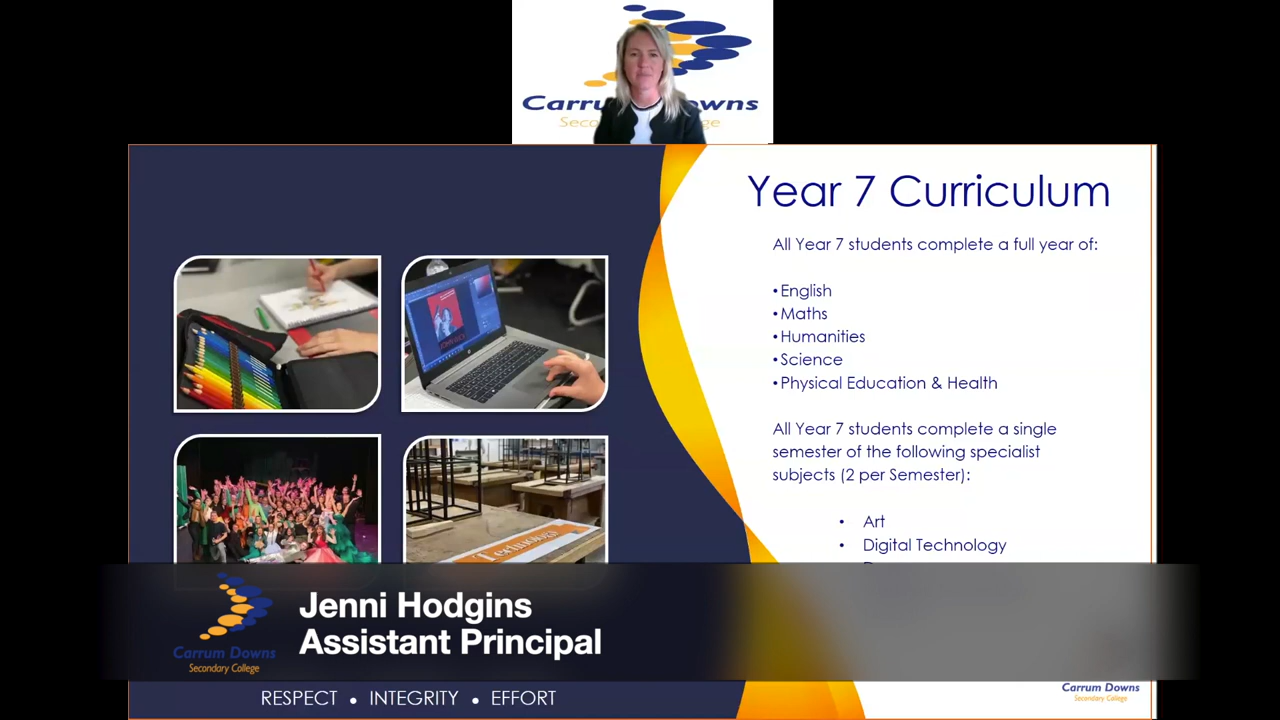 Carrum Downs
Year 7 Curriculum
All Year 7 students complete a full year of:
• English
• Maths
• Humanities
• Science
• Physical Education & Health
All Year 7 students complete a single
semester of the following specialist
subjects (2 per Semester):
• Art
• Digital Technology
Technology
Jenni Hodgins
Assistant Principal
Carrum Downs
Secondary College
RESPECT • INTEGRITY • EFFORT
Carrum Downs
Secondary College